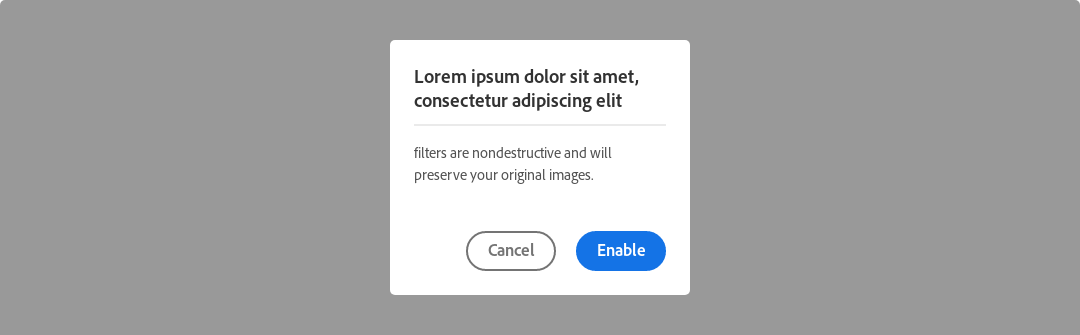 Lorem ipsum dolor sit amet,
consectetur adipiscing elit
filters are nondestructive and will
preserve your original images.
Cancel
Enable